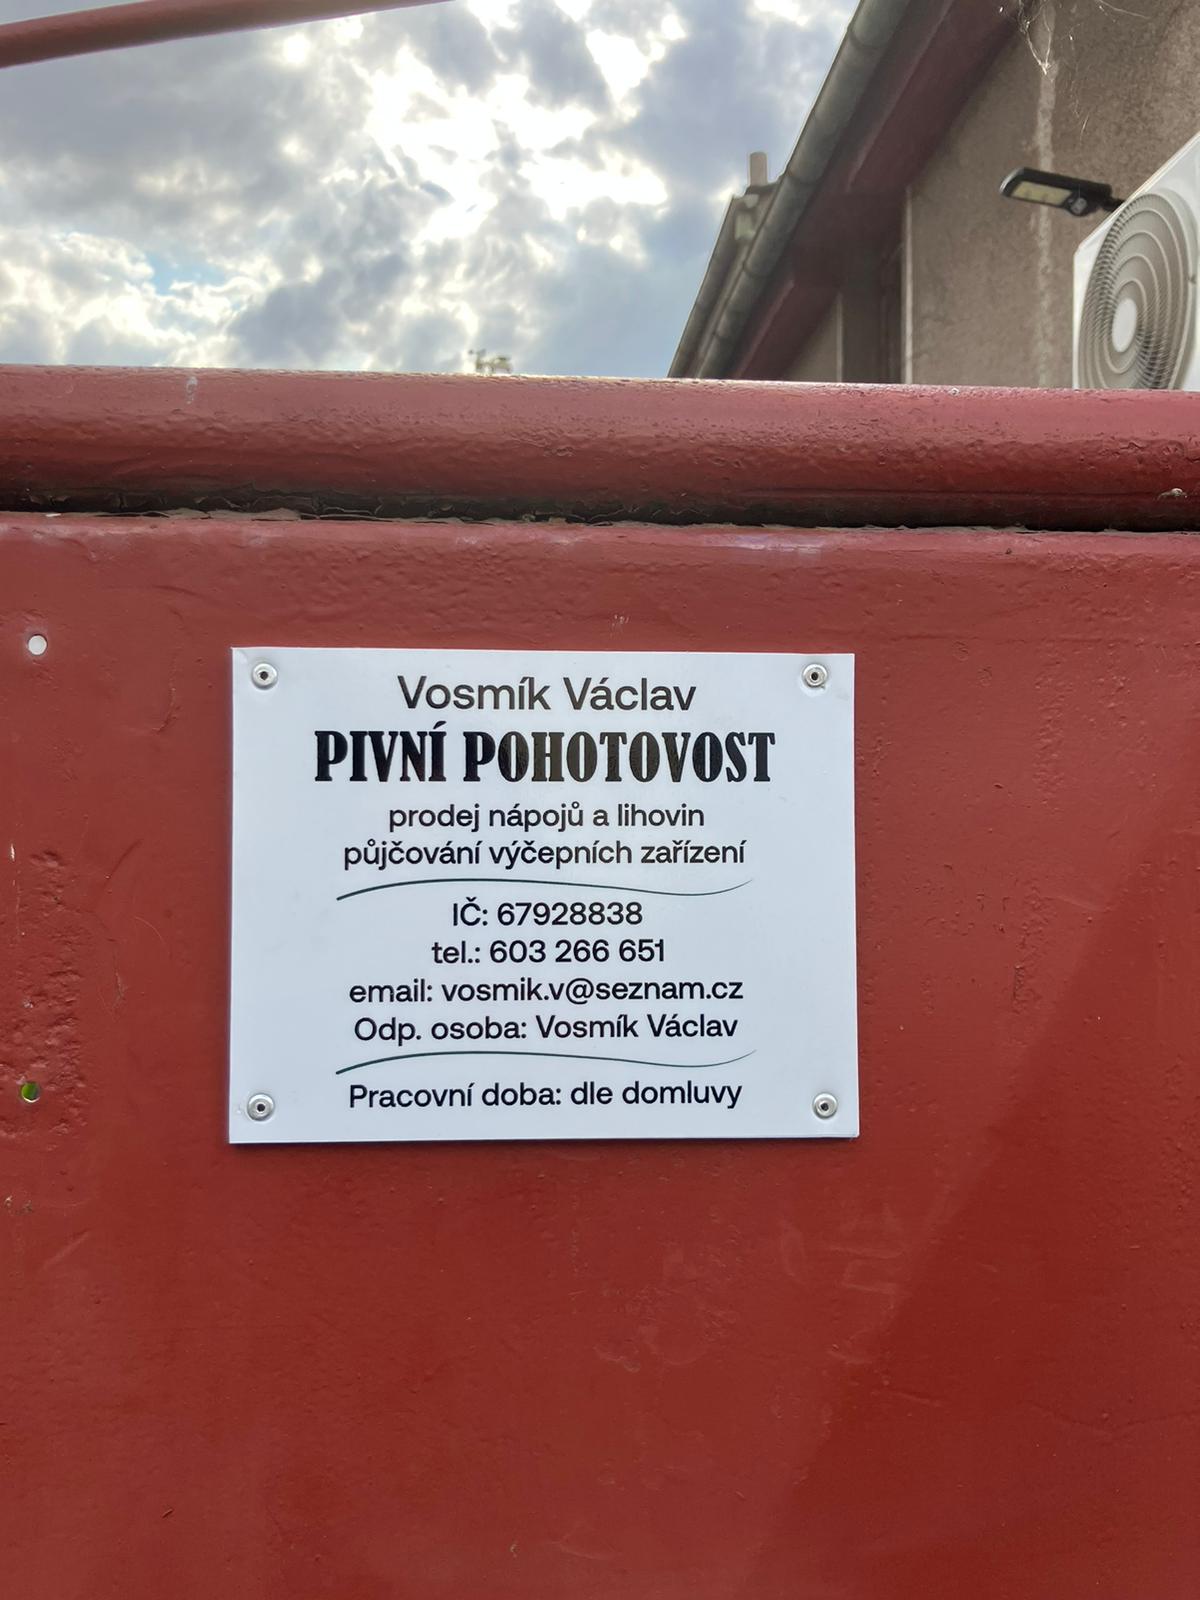 Vosmík Václav
PIVNÍ POHOTOVOST
prodej nápojů a lihovin
půjčování výčepních zařízení
IČ: 67928838
tel.: 603 266 651
email: vosmik.v@seznam.cz
Odp. osoba: Vosmík Václav
Pracovní doba: dle domluvy